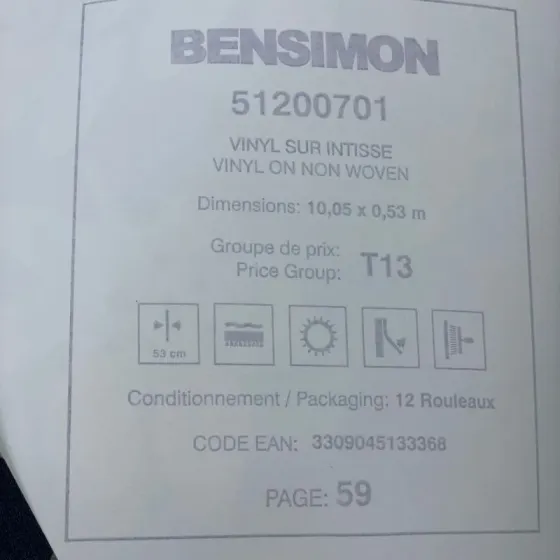 BENSIMON
51200701
VINYL SUR INTISSE
VINYL ON NON WOVEN
Dimensions: 10,05 x 0,53 m
Groupe de prix:
Price Group: T13
53 cm
Conditionnement / Packaging: 12 Rouleaux
CODE EAN: 3309045133368
PAGE: 59